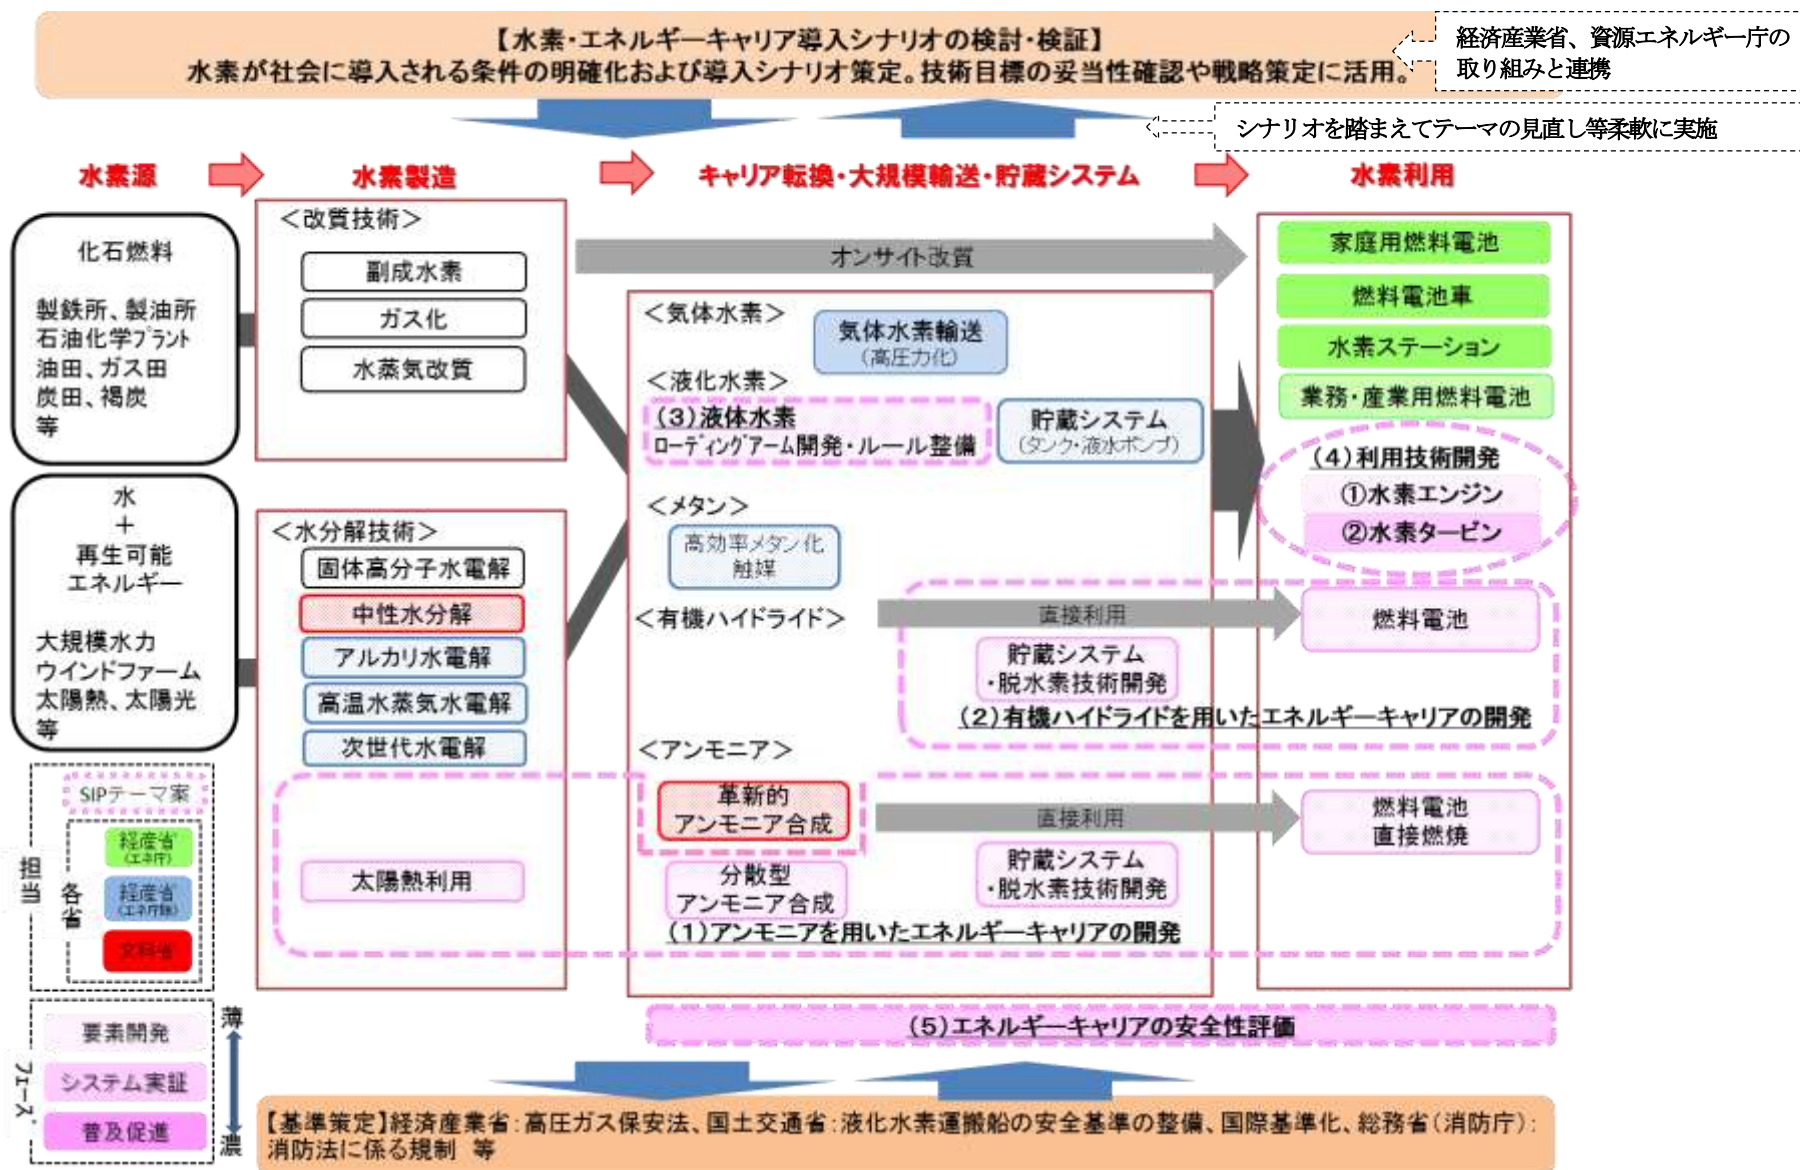 【水素・エネルギーキャリア導入シナリオの検討・検証】
水素が社会に導入される条件の明確化および導入シナリオ策定。技術目標の妥当性確認や戦略策定に活用。
経済産業省、資源エネルギー庁の
取り組みと連携
シナリオを踏まえてテーマの見直し等柔軟に実施
水素源
水素製造
キャリア転換・大規模輸送・貯蔵システム
水素利用
化石燃料
製鉄所、製油所
石油化学プラント
油田、ガス田
炭田、褐炭
等
水
+
再生可能
エネルギー
大規模水力
ウインドファーム
太陽熱、太陽光
等
＜改質技術＞
副成水素
ガス化
水蒸気改質
＜水分解技術＞
固体高分子水電解
中性水分解
アルカリ水電解
高温水蒸気水電解
次世代水電解
太陽熱利用
オンサイト改質
＜気体水素＞
気体水素輸送
(高圧力化)
＜液化水素＞
(3)液体水素
ローディングアーム開発・ルール整備
貯蔵システム
(タンク・液水ポンプ)
＜メタン＞
高効率メタン化
触媒
＜有機ハイドライド＞
直接利用
貯蔵システム
・脱水素技術開発
(2)有機ハイドライドを用いたエネルギーキャリアの開発
＜アンモニア＞
革新的
アンモニア合成
直接利用
分散型
アンモニア合成
貯蔵システム
・脱水素技術開発
(1)アンモニアを用いたエネルギーキャリアの開発
家庭用燃料電池
燃料電池車
水素ステーション
業務・産業用燃料電池
(4)利用技術開発
①水素エンジン
②水素タービン
燃料電池
燃料電池
直接燃焼
(5)エネルギーキャリアの安全性評価
担当
SIPテーマ案
各省
経産省
(エネ庁)
経産省
(エネ庁除)
文科省
フェーズ
要素開発
システム実証
普及促進
薄
濃
【基準策定】経済産業省：高圧ガス保安法、国土交通省：液化水素運搬船の安全基準の整備、国際基準化、総務省(消防庁)：
消防法に係る規制 等